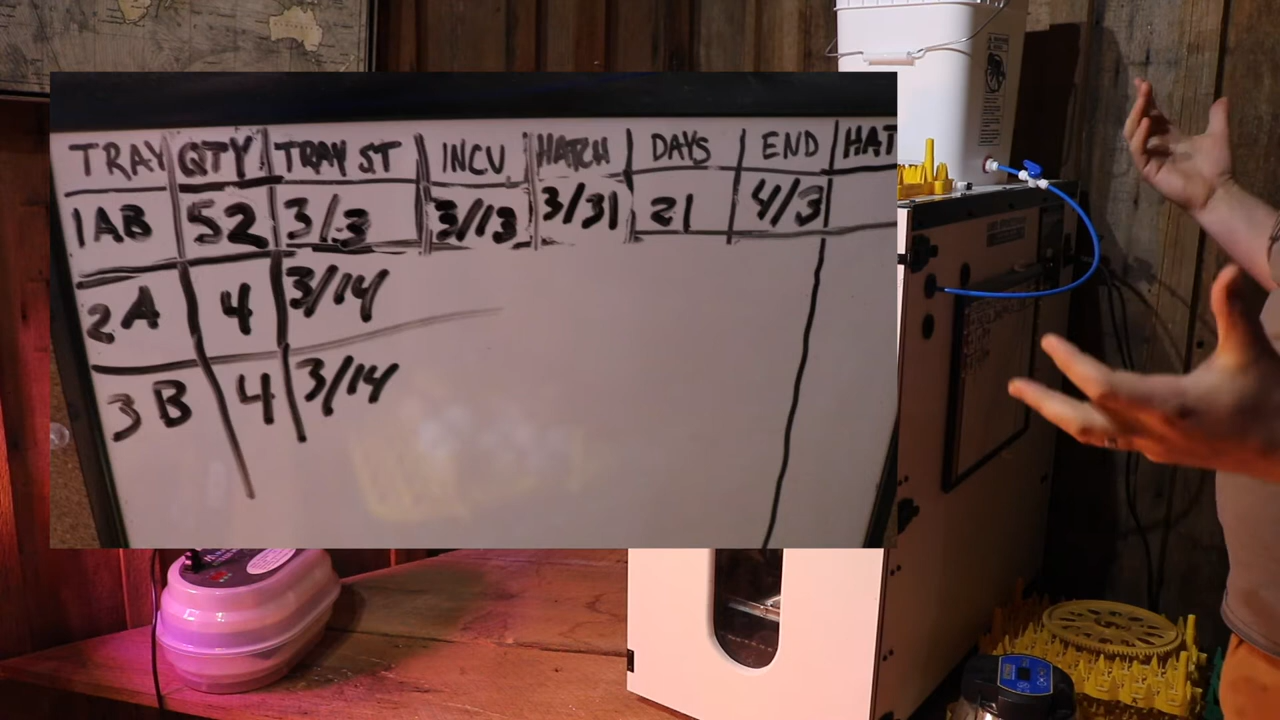 TRAY QTY TRAY ST INCU HATCH DAYS END HAT
1AB 52 3/3 3/13 3/31 21 4/3
2A 4 3/14
3B 4 3/14